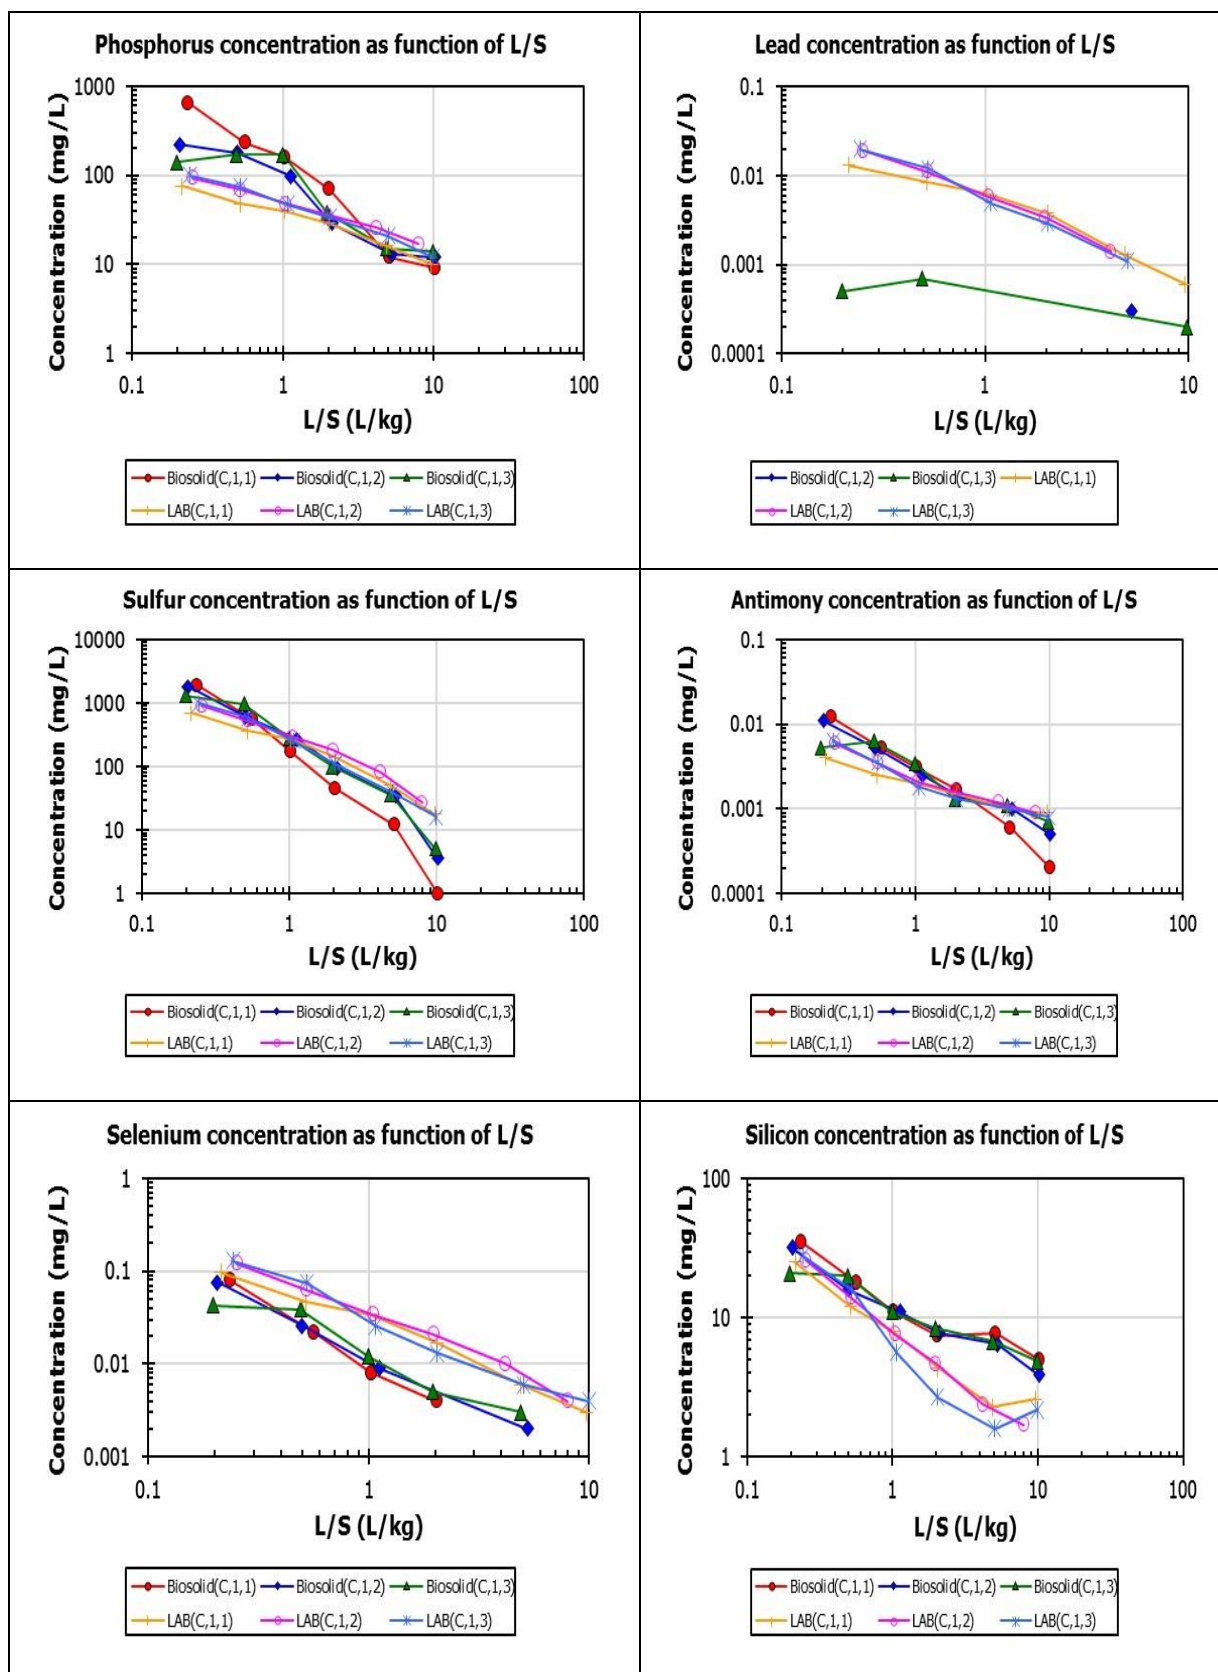 Phosphorus concentration as function of L/S
Concentration (mg/L)
1000
100
10
1
0.1
1
10
100
L/S (L/kg)
Biosolid(C,1,1) Biosolid(C,1,2) Biosolid(C,1,3)
LAB(C,1,1) LAB(C,1,2) LAB(C,1,3)
Lead concentration as function of L/S
Concentration (mg/L)
0.1
0.01
0.001
0.0001
0.1
1
10
L/S (L/kg)
Biosolid(C,1,2) Biosolid(C,1,3) LAB(C,1,1)
LAB(C,1,2) LAB(C,1,3)
Sulfur concentration as function of L/S
Concentration (mg/L)
10000
1000
100
10
1
0.1
1
10
100
L/S (L/kg)
Biosolid(C,1,1) Biosolid(C,1,2) Biosolid(C,1,3)
LAB(C,1,1) LAB(C,1,2) LAB(C,1,3)
Antimony concentration as function of L/S
Concentration (mg/L)
0.1
0.01
0.001
0.0001
0.1
1
10
100
L/S (L/kg)
Biosolid(C,1,1) Biosolid(C,1,2) Biosolid(C,1,3)
LAB(C,1,1) LAB(C,1,2) LAB(C,1,3)
Selenium concentration as function of L/S
Concentration (mg/L)
1
0.1
0.01
0.001
0.1
1
10
L/S (L/kg)
Biosolid(C,1,1) Biosolid(C,1,2) Biosolid(C,1,3)
LAB(C,1,1) LAB(C,1,2) LAB(C,1,3)
Silicon concentration as function of L/S
Concentration (mg/L)
100
10
1
0.1
1
10
100
L/S (L/kg)
Biosolid(C,1,1) Biosolid(C,1,2) Biosolid(C,1,3)
LAB(C,1,1) LAB(C,1,2) LAB(C,1,3)